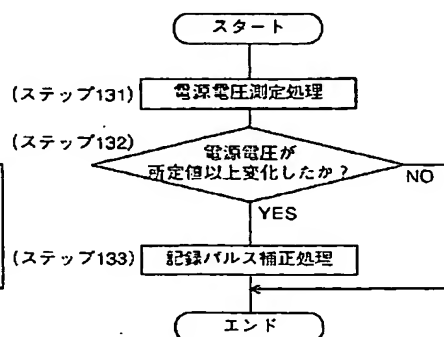 スタート
(ステップ131)
電源電圧測定処理
(ステップ132)
電源電圧が
所定値以上変化したか?
NO
YES
(ステップ133)
記録パルス補正処理
エンド